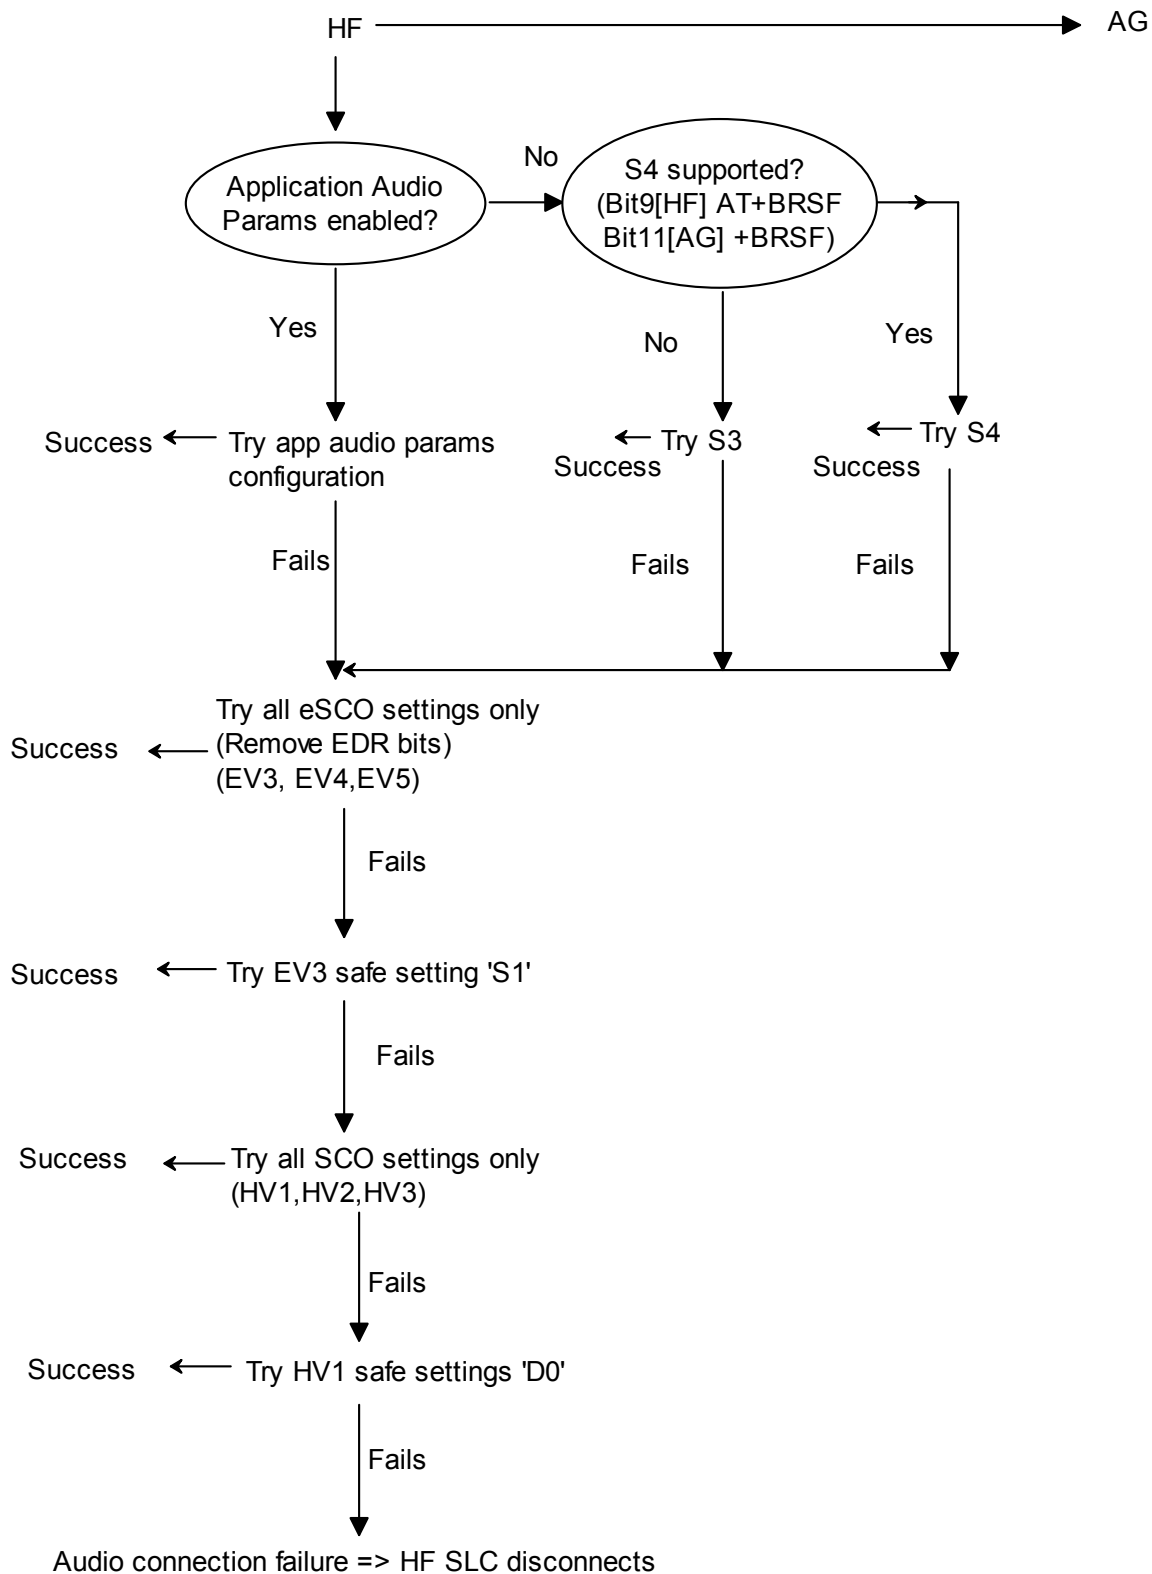 HF
AG
Application Audio
Params enabled?
No
S4 supported?
(Bit9[HF] AT+BRSF
Bit11[AG] +BRSF)
Yes
No
Yes
Success
Try app audio params
configuration
Success
Try S3
Success
Try S4
Fails
Fails
Fails
Success
Try all eSCO settings only
(Remove EDR bits)
(EV3, EV4,EV5)
Fails
Success
Try EV3 safe setting 'S1'
Fails
Success
Try all SCO settings only
(HV1,HV2,HV3)
Fails
Success
Try HV1 safe settings 'D0'
Fails
Audio connection failure => HF SLC disconnects